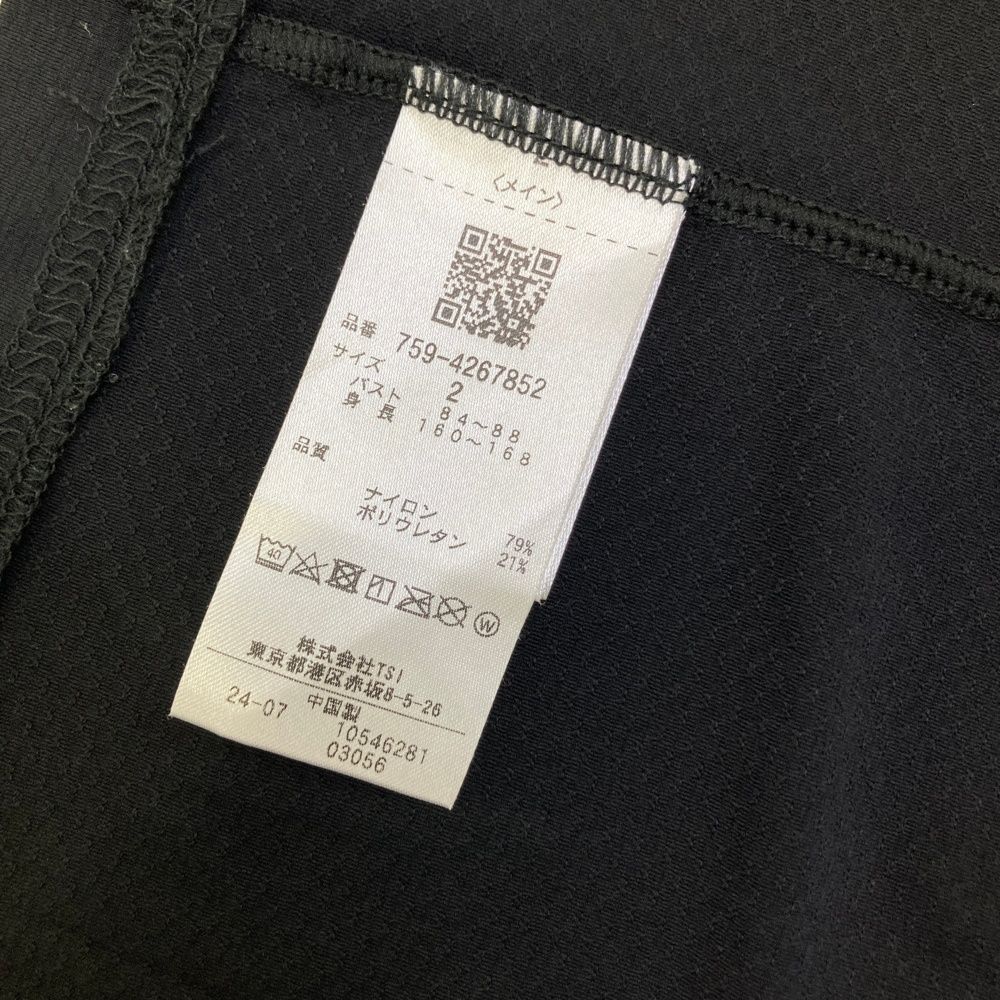 〈メイン〉
品番 759-4267852
サイズ 2
バスト 84～88
身長 160～168
品質
ナイロン 79%
ポリウレタン 21%
40
W
株式会社TSI
東京都港区赤坂8-5-26
24-07 中国製
10546281
03056